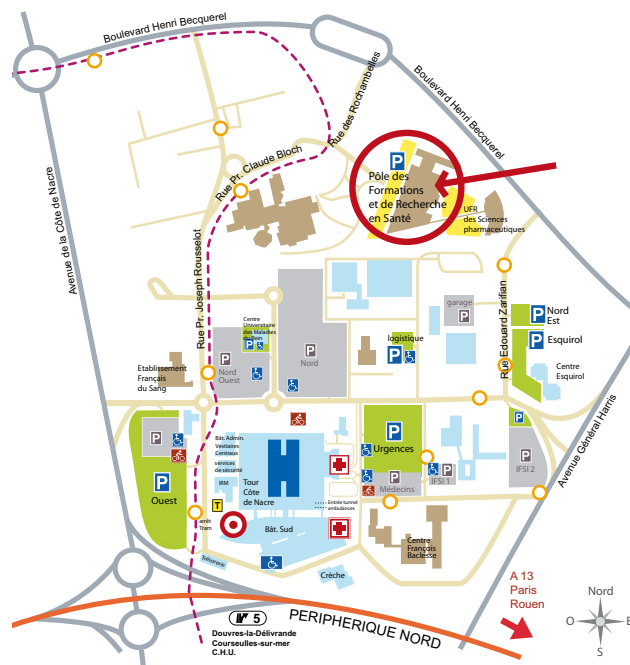 Boulevard Henri Becquerel
Boulevard Henri Becquerel
Avenue de la Côte de Nacre
Rue des Rochambelles
Rue Pr. Claude Bloch
P
Pôle des
Formations
et de Recherche
en Santé
UFR
des Sciences
pharmaceutiques
Rue Pr. Joseph Rousselot
Rue Edouard Zarifian
garage
P
P
Nord
Est
P
Esquirol
Centre
Esquirol
Centre
Universitaire
des Maladies
du Rein
P
P
Nord
Ouest
P
Nord
logistique
P
Etablissement
Français
du Sang
Avenue Général Harris
P
P
Ouest
Bât. Admin.
Vestiaires
Centraux
services
de sécurité
IRM
H
Tour
Côte
de Nacre
P
Urgences
P
Médecins
P
IFSI 1
P
P
IFSI 2
Entrée tunnel
ambulances
T
arrêt
Tram
Bât. Sud
Trésorerie
Crèche
Centre
François
Baclesse
A 13
Paris
Rouen
Nord
O
E
S
PERIPHERIQUE NORD
5
Douvres-la-Délivrande
Courseulles-sur-mer
C.H.U.